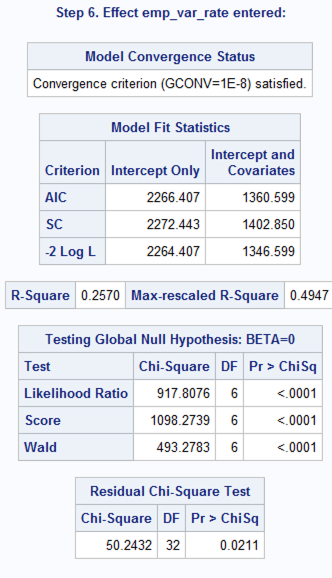 Step 6. Effect emp_var_rate entered:
Model Convergence Status
Convergence criterion (GCONV=1E-8) satisfied.
Model Fit Statistics
Criterion Intercept Only Intercept and Covariates
AIC 2266.407 1360.599
SC 2272.443 1402.850
-2 Log L 2264.407 1346.599
R-Square 0.2570 Max-rescaled R-Square 0.4947
Testing Global Null Hypothesis: BETA=0
Test Chi-Square DF Pr > ChiSq
Likelihood Ratio 917.8076 6 <.0001
Score 1098.2739 6 <.0001
Wald 493.2783 6 <.0001
Residual Chi-Square Test
Chi-Square DF Pr > ChiSq
50.2432 32 0.0211